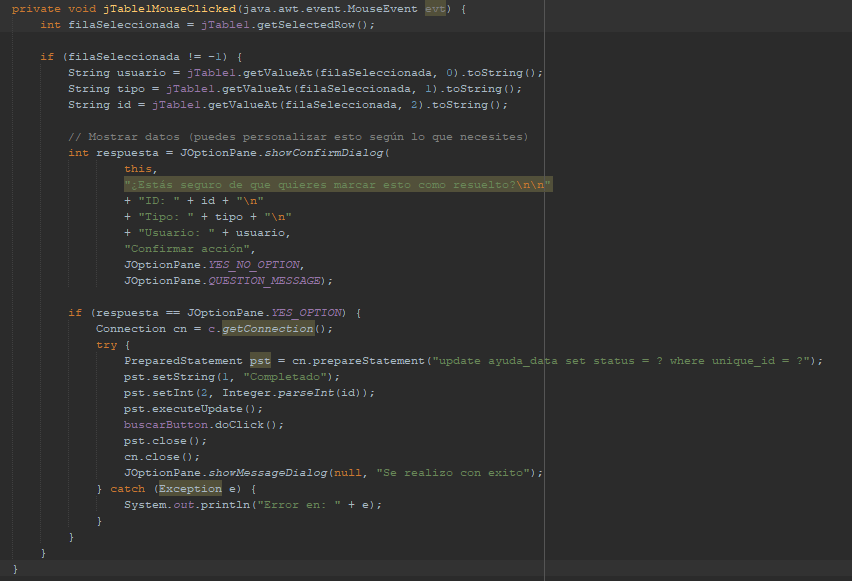 private void jTable1MouseClicked(java.awt.event.MouseEvent evt) {
    int filaSeleccionada = jTable1.getSelectedRow();

    if (filaSeleccionada != -1) {
        String usuario = jTable1.getValueAt(filaSeleccionada, 0).toString();
        String tipo = jTable1.getValueAt(filaSeleccionada, 1).toString();
        String id = jTable1.getValueAt(filaSeleccionada, 2).toString();

        // Mostrar datos (puedes personalizar esto según lo que necesites)
        int respuesta = JOptionPane.showConfirmDialog(
                this,
                "¿Estás seguro de que quieres marcar esto como resuelto?\n\n"
                + "ID: " + id + "\n"
                + "Tipo: " + tipo + "\n"
                + "Usuario: " + usuario,
                "Confirmar acción",
                JOptionPane.YES_NO_OPTION,
                JOptionPane.QUESTION_MESSAGE);

        if (respuesta == JOptionPane.YES_OPTION) {
            Connection cn = c.getConnection();
            try {
                PreparedStatement pst = cn.prepareStatement("update ayuda_data set status = ? where unique_id = ?");
                pst.setString(1, "Completado");
                pst.setInt(2, Integer.parseInt(id));
                pst.executeUpdate();
                buscarButton.doClick();
                pst.close();
                cn.close();
                JOptionPane.showMessageDialog(null, "Se realizo con exito");
            } catch (Exception e) {
                System.out.println("Error en: " + e);
            }
        }
    }
}